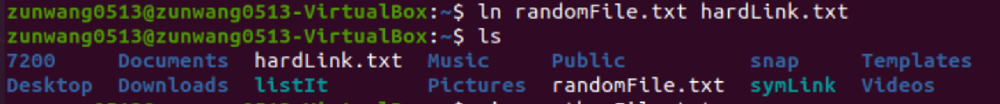 zunwang0513@zunwang0513-VirtualBox:~$ ln randomFile.txt hardLink.txt
zunwang0513@zunwang0513-VirtualBox:~$ ls
7200 Documents hardLink.txt Music Public snap Templates
Desktop Downloads listIt Pictures randomFile.txt symLink Videos